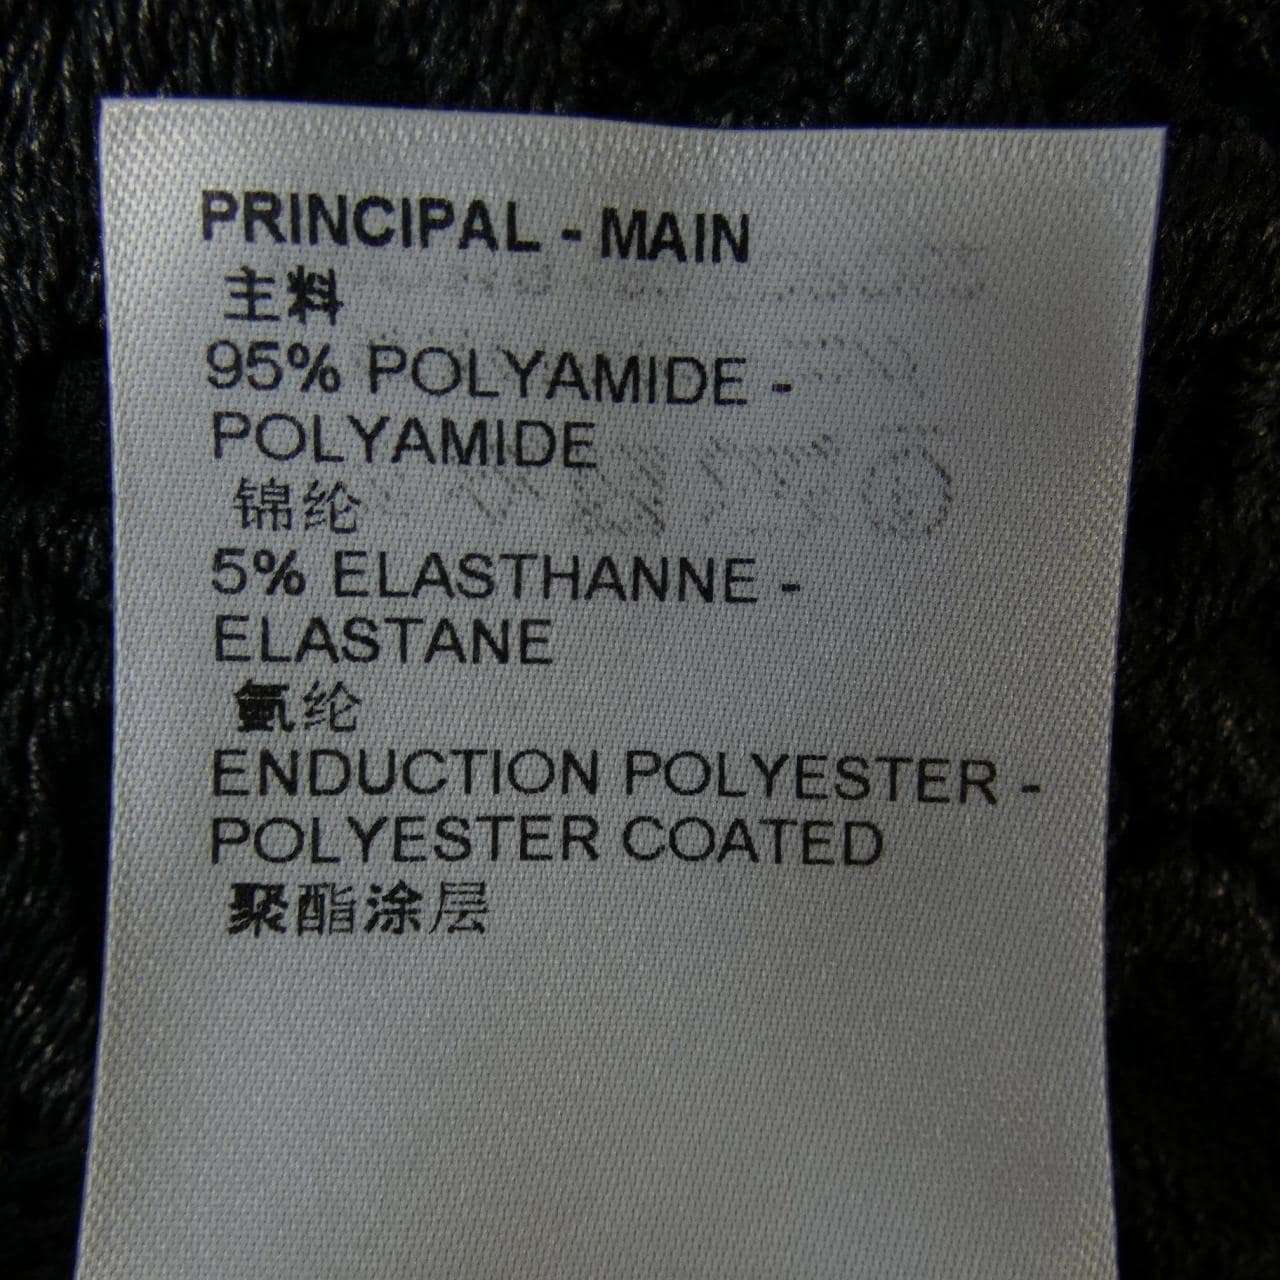 PRINCIPAL - MAIN
主料
95% POLYAMIDE -
POLYAMIDE
锦纶
5% ELASTHANNE -
ELASTANE
氨纶
ENDUCTION POLYESTER -
POLYESTER COATED
聚酯涂层